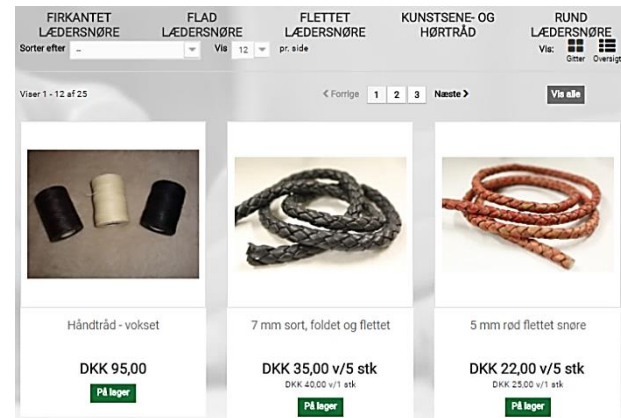 FIRKANTET LÆDERSNØRE
FLAD LÆDERSNØRE
FLETTET LÆDERSNØRE
KUNSTSENE- OG HØRTRÅD
RUND LÆDERSNØRE
Sorter efter -- Vis 12 pr. side Vis: Gitter Oversigt
Viser 1 - 12 af 25 < Forrige 1 2 3 Næste > Vis alle
Håndtråd - vokset
DKK 95,00
På lager
7 mm sort, foldet og flettet
DKK 35,00 v/5 stk
DKK 40,00 v/1 stk
På lager
5 mm rød flettet snøre
DKK 22,00 v/5 stk
DKK 25,00 v/1 stk
På lager